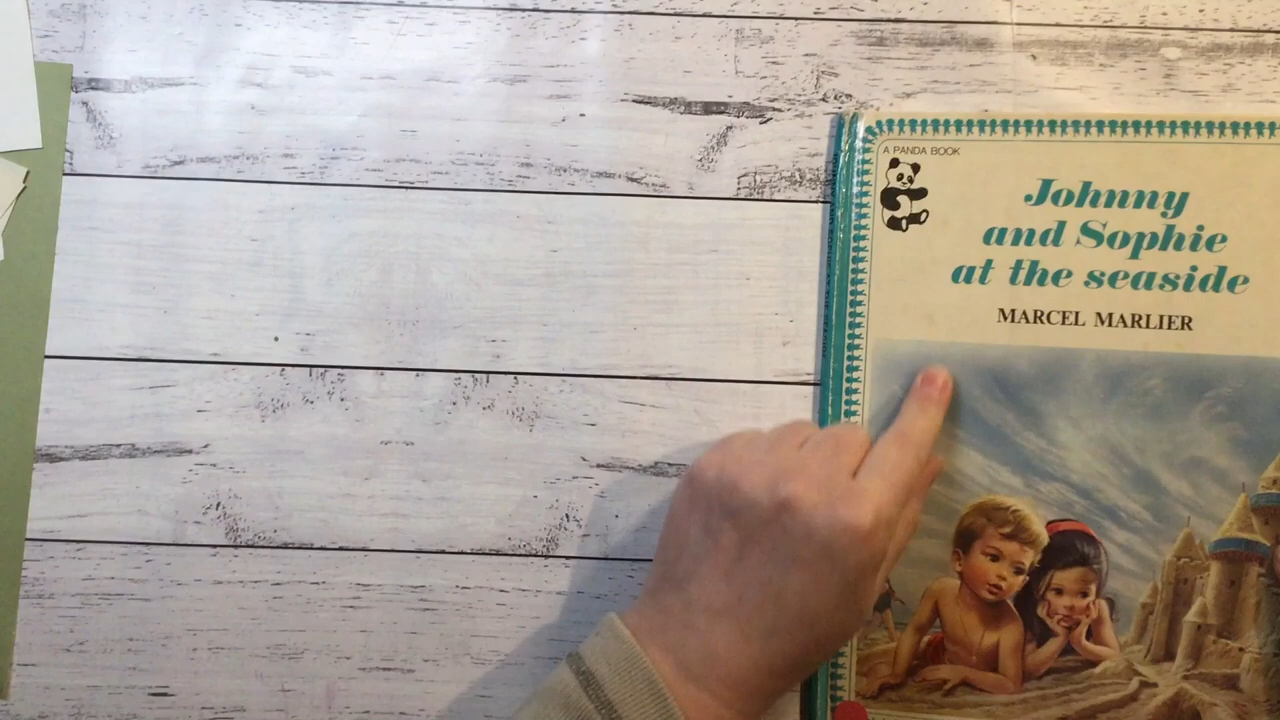 A PANDA BOOK
Johnny
and Sophie
at the seaside
MARCEL MARLIER